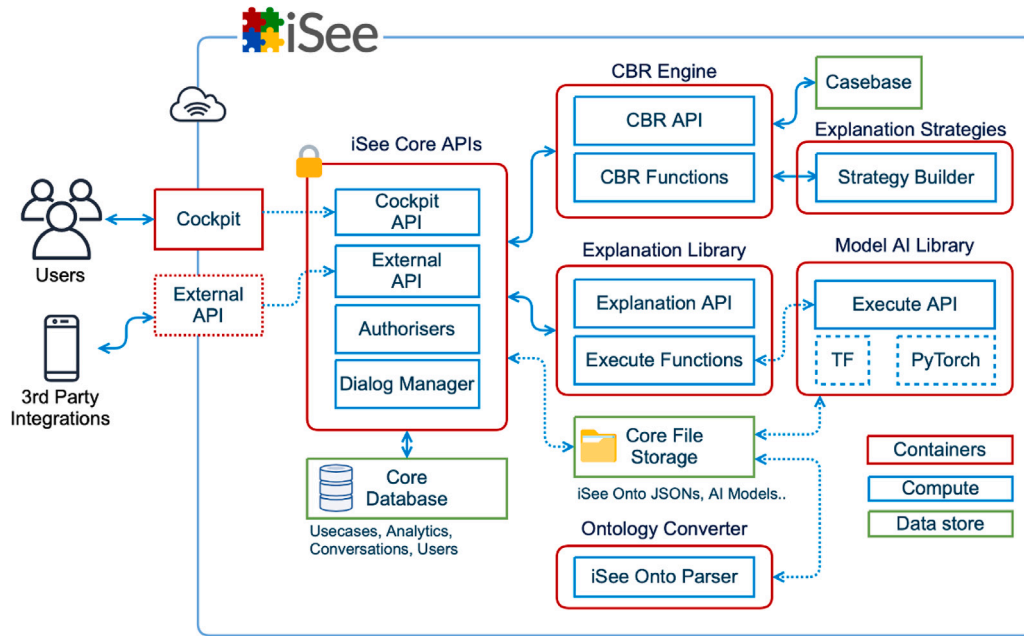 iSee
CBR Engine
CBR API
CBR Functions
Casebase
Explanation Strategies
Strategy Builder
iSee Core APIs
Cockpit
API
External
API
Authorisers
Dialog Manager
Users
Cockpit
External
API
3rd Party
Integrations
Explanation Library
Explanation API
Execute Functions
Model AI Library
Execute API
TF
PyTorch
Core File
Storage
iSee Onto JSONs, AI Models..
Core
Database
Usecases, Analytics,
Conversations, Users
Ontology Converter
iSee Onto Parser
Containers
Compute
Data store